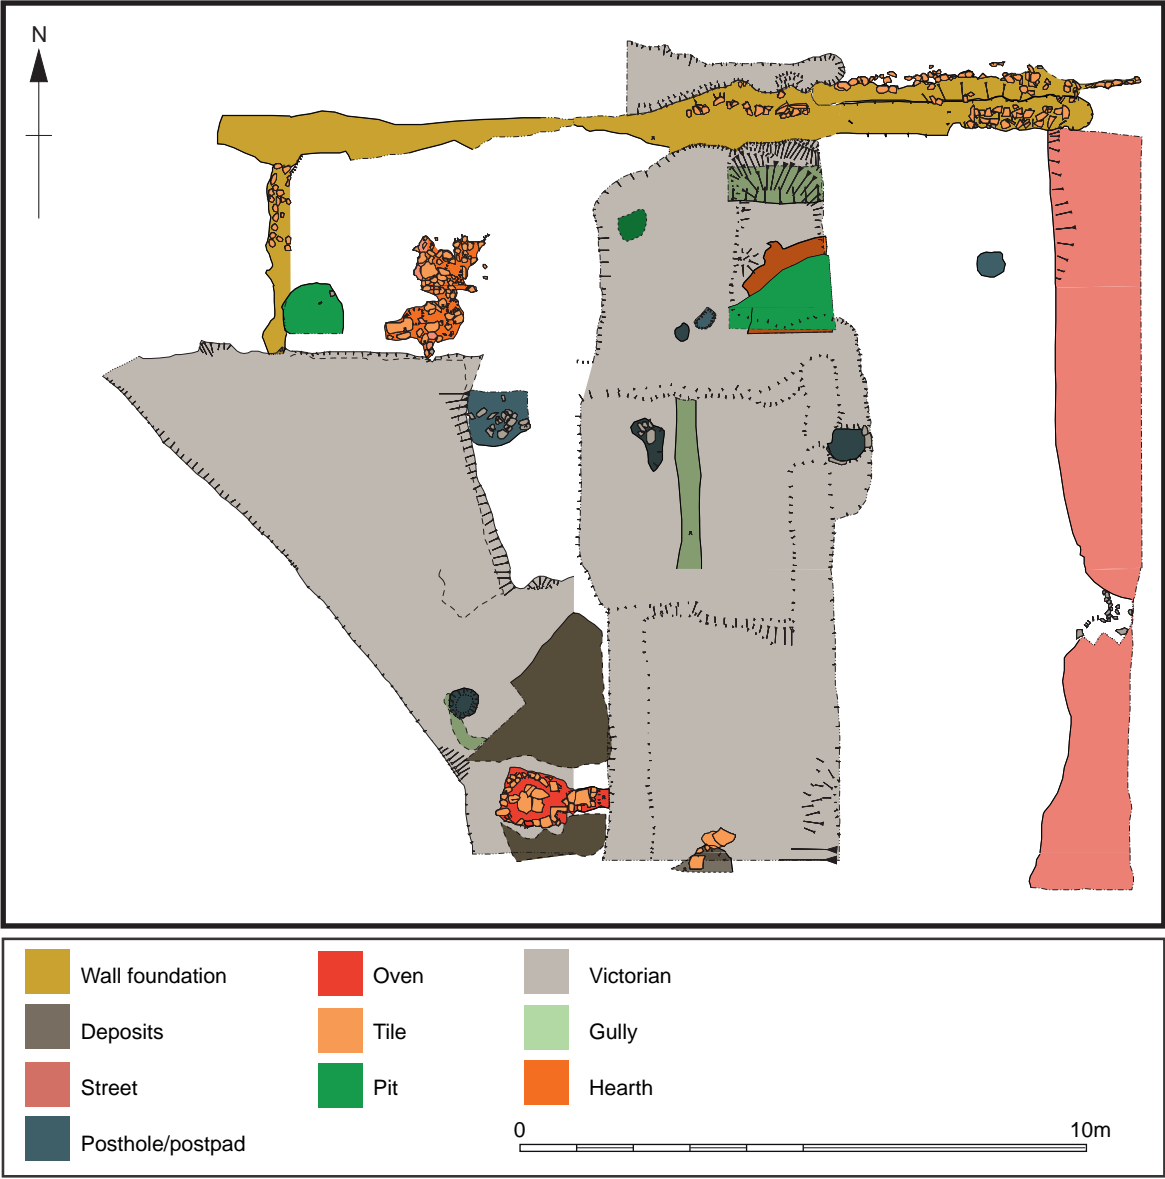 N
Wall foundation
Oven
Victorian
Deposits
Tile
Gully
Street
Pit
Hearth
Posthole/postpad
0
10m